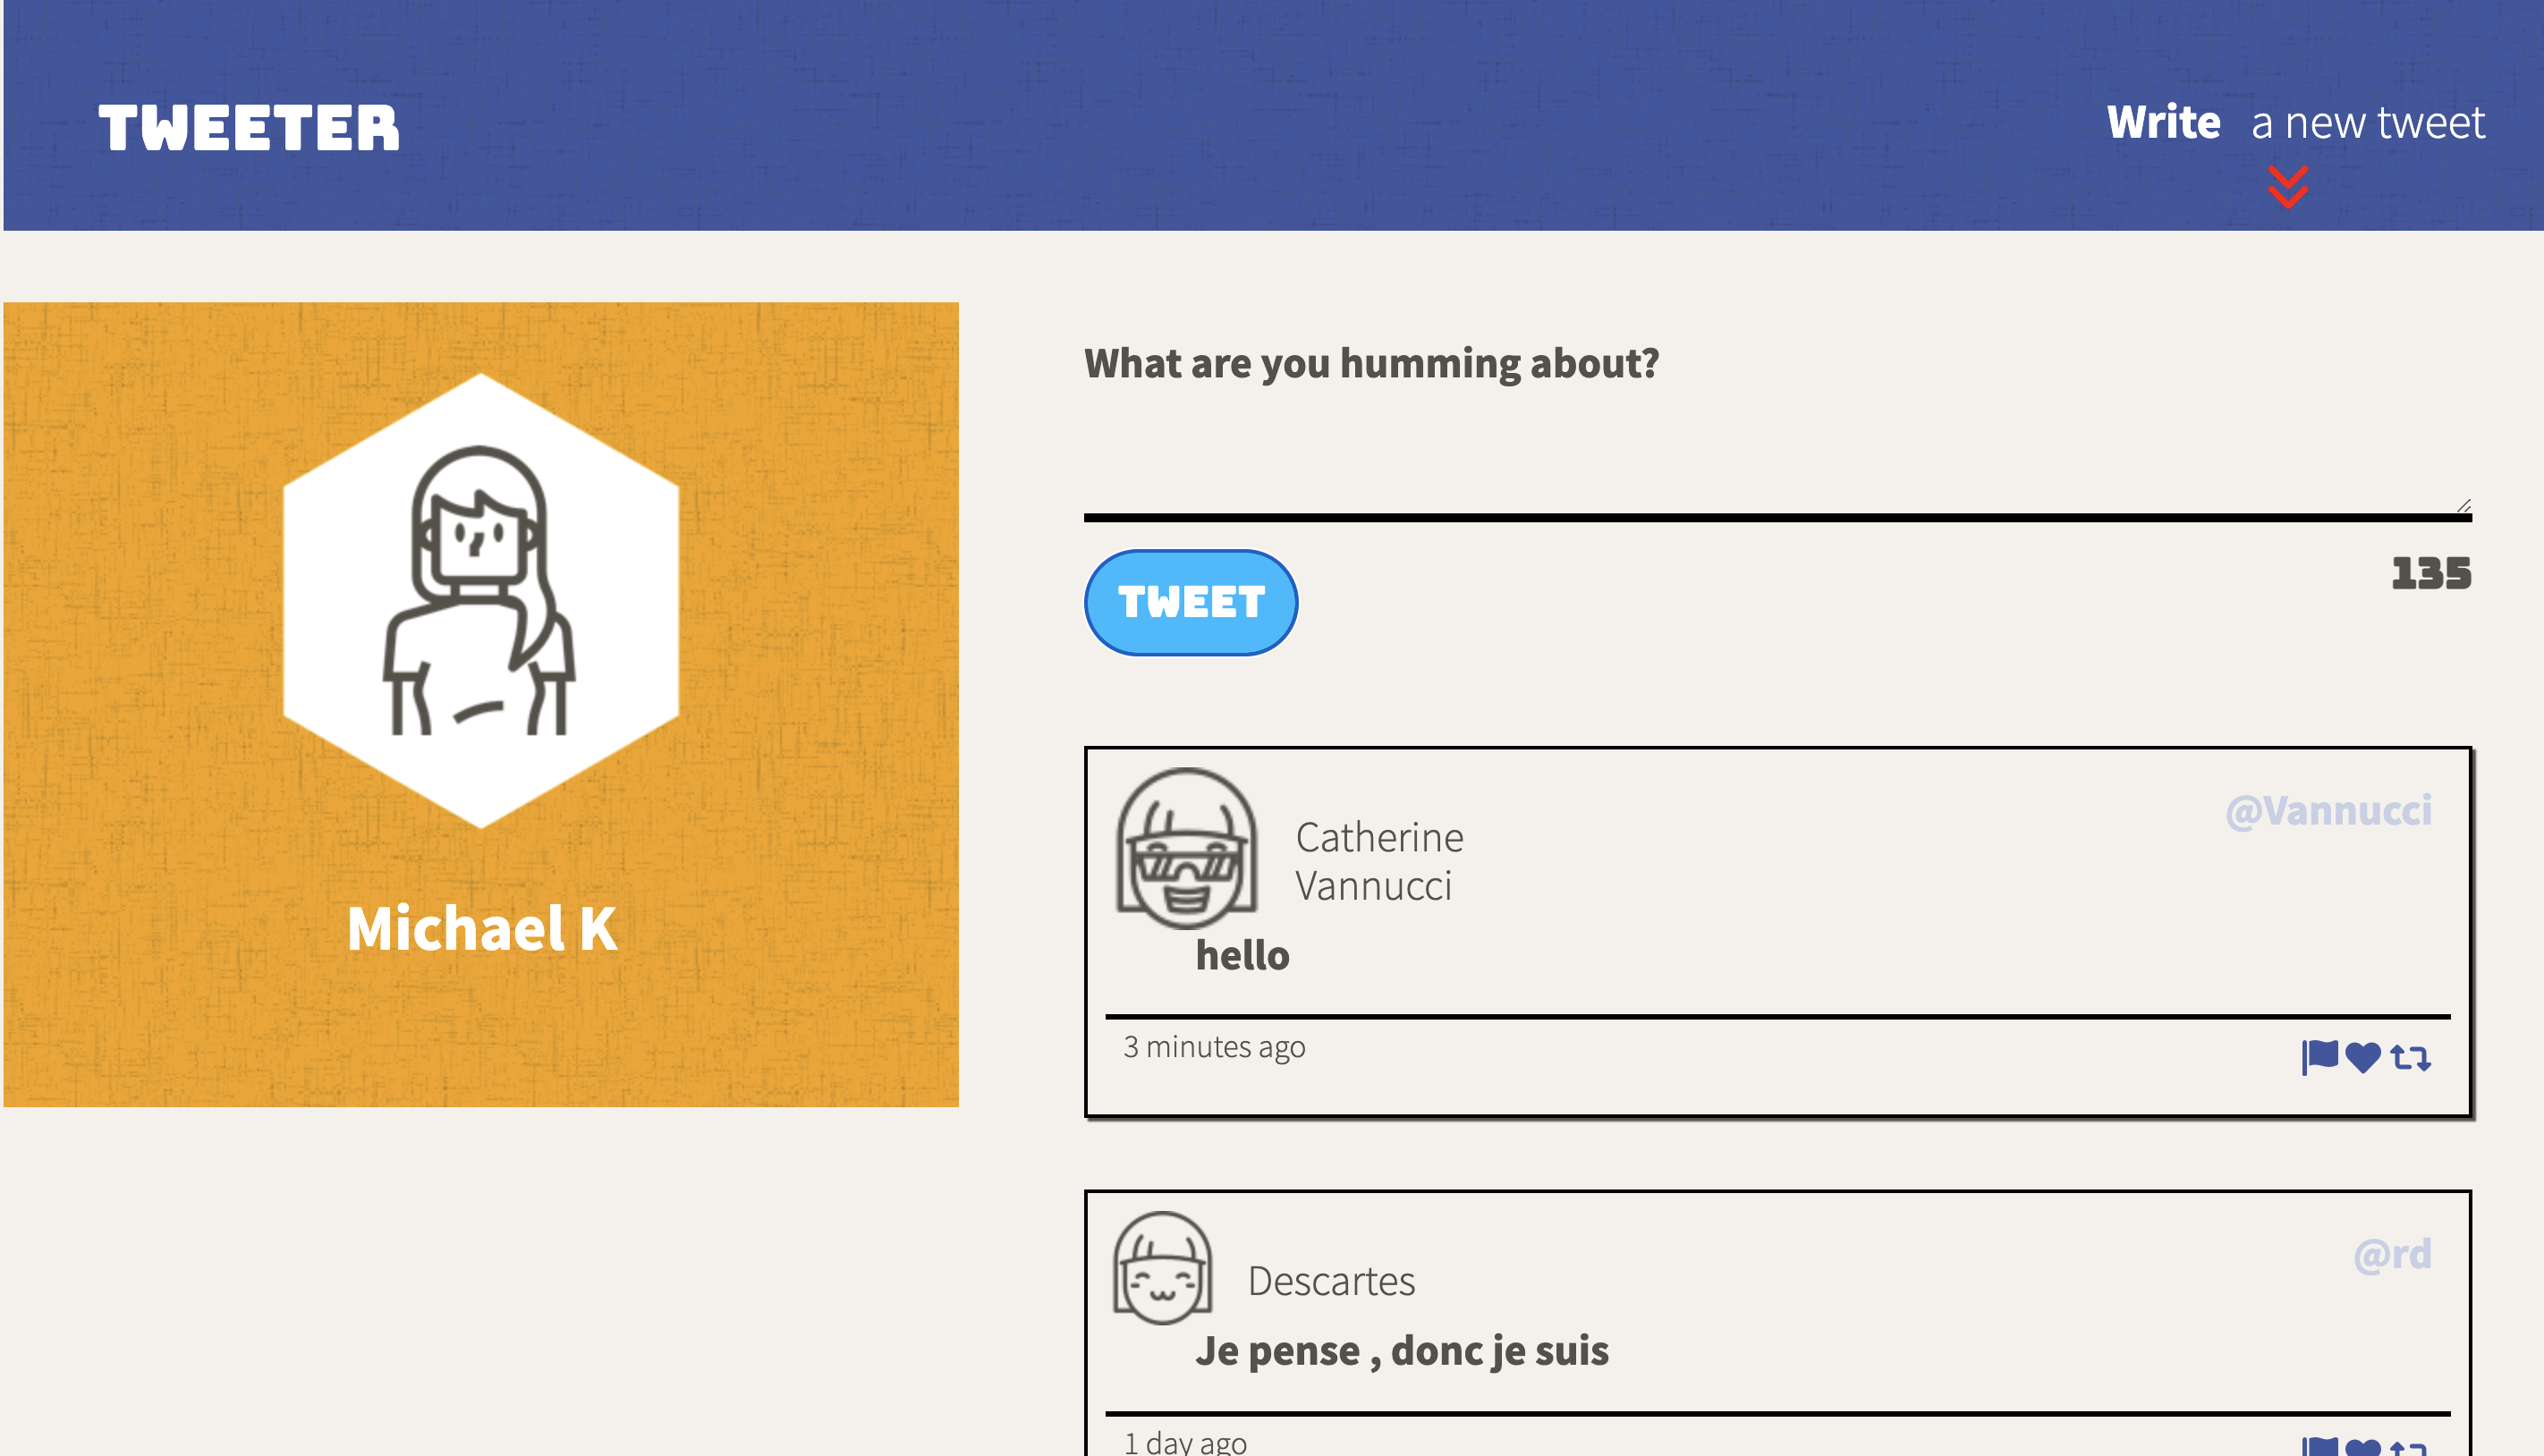 TWEETER
Write a new tweet
Michael K
What are you humming about?
TWEET
135
Catherine
Vannucci
@Vannucci
hello
3 minutes ago
Descartes
@rd
Je pense , donc je suis
1 day ago